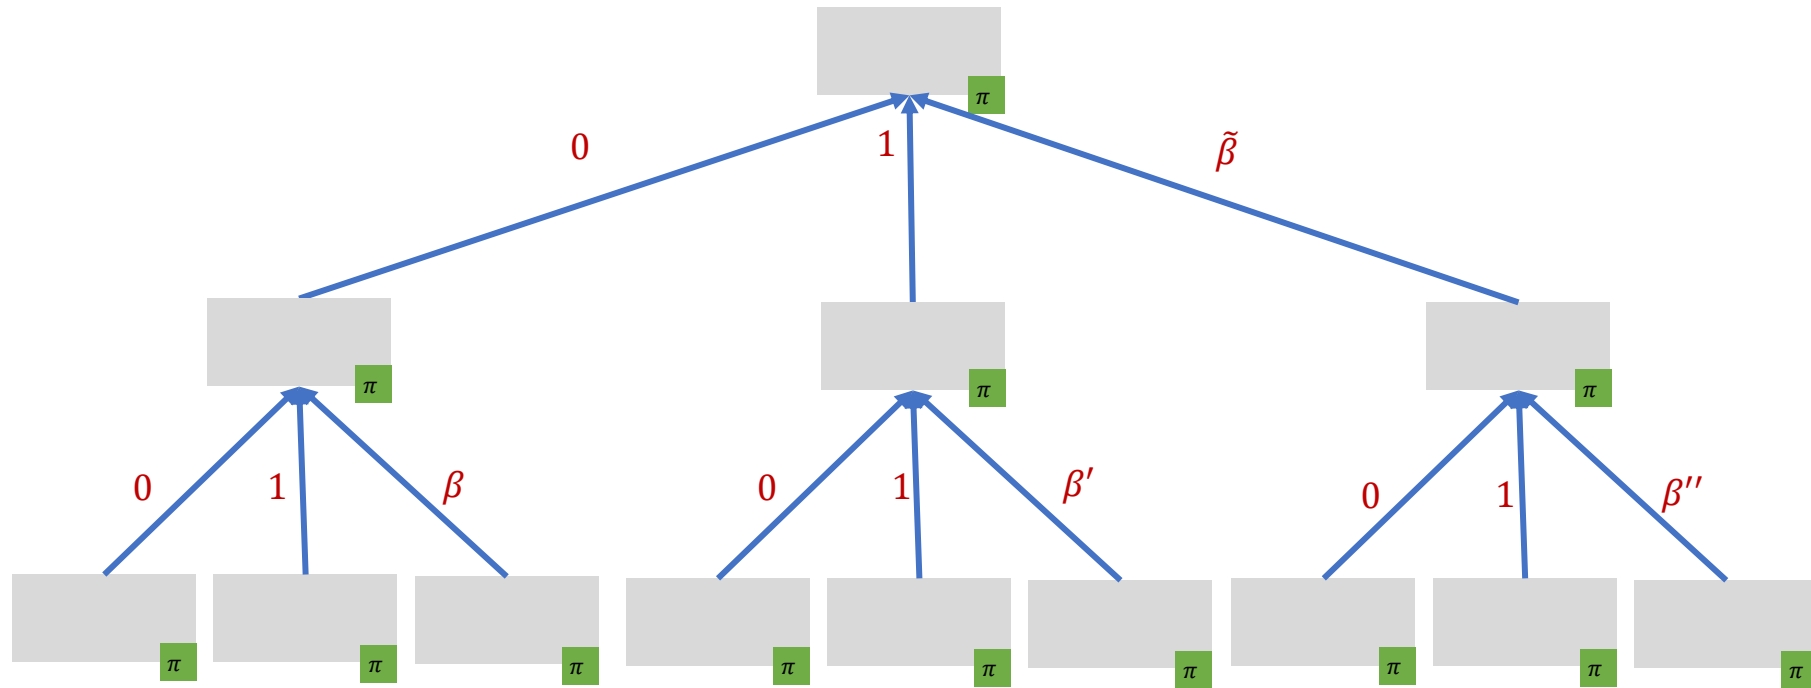 π
0 1 β̃
π π π
0 1 β 0 1 β′ 0 1 β′′
π π π π π π π π π